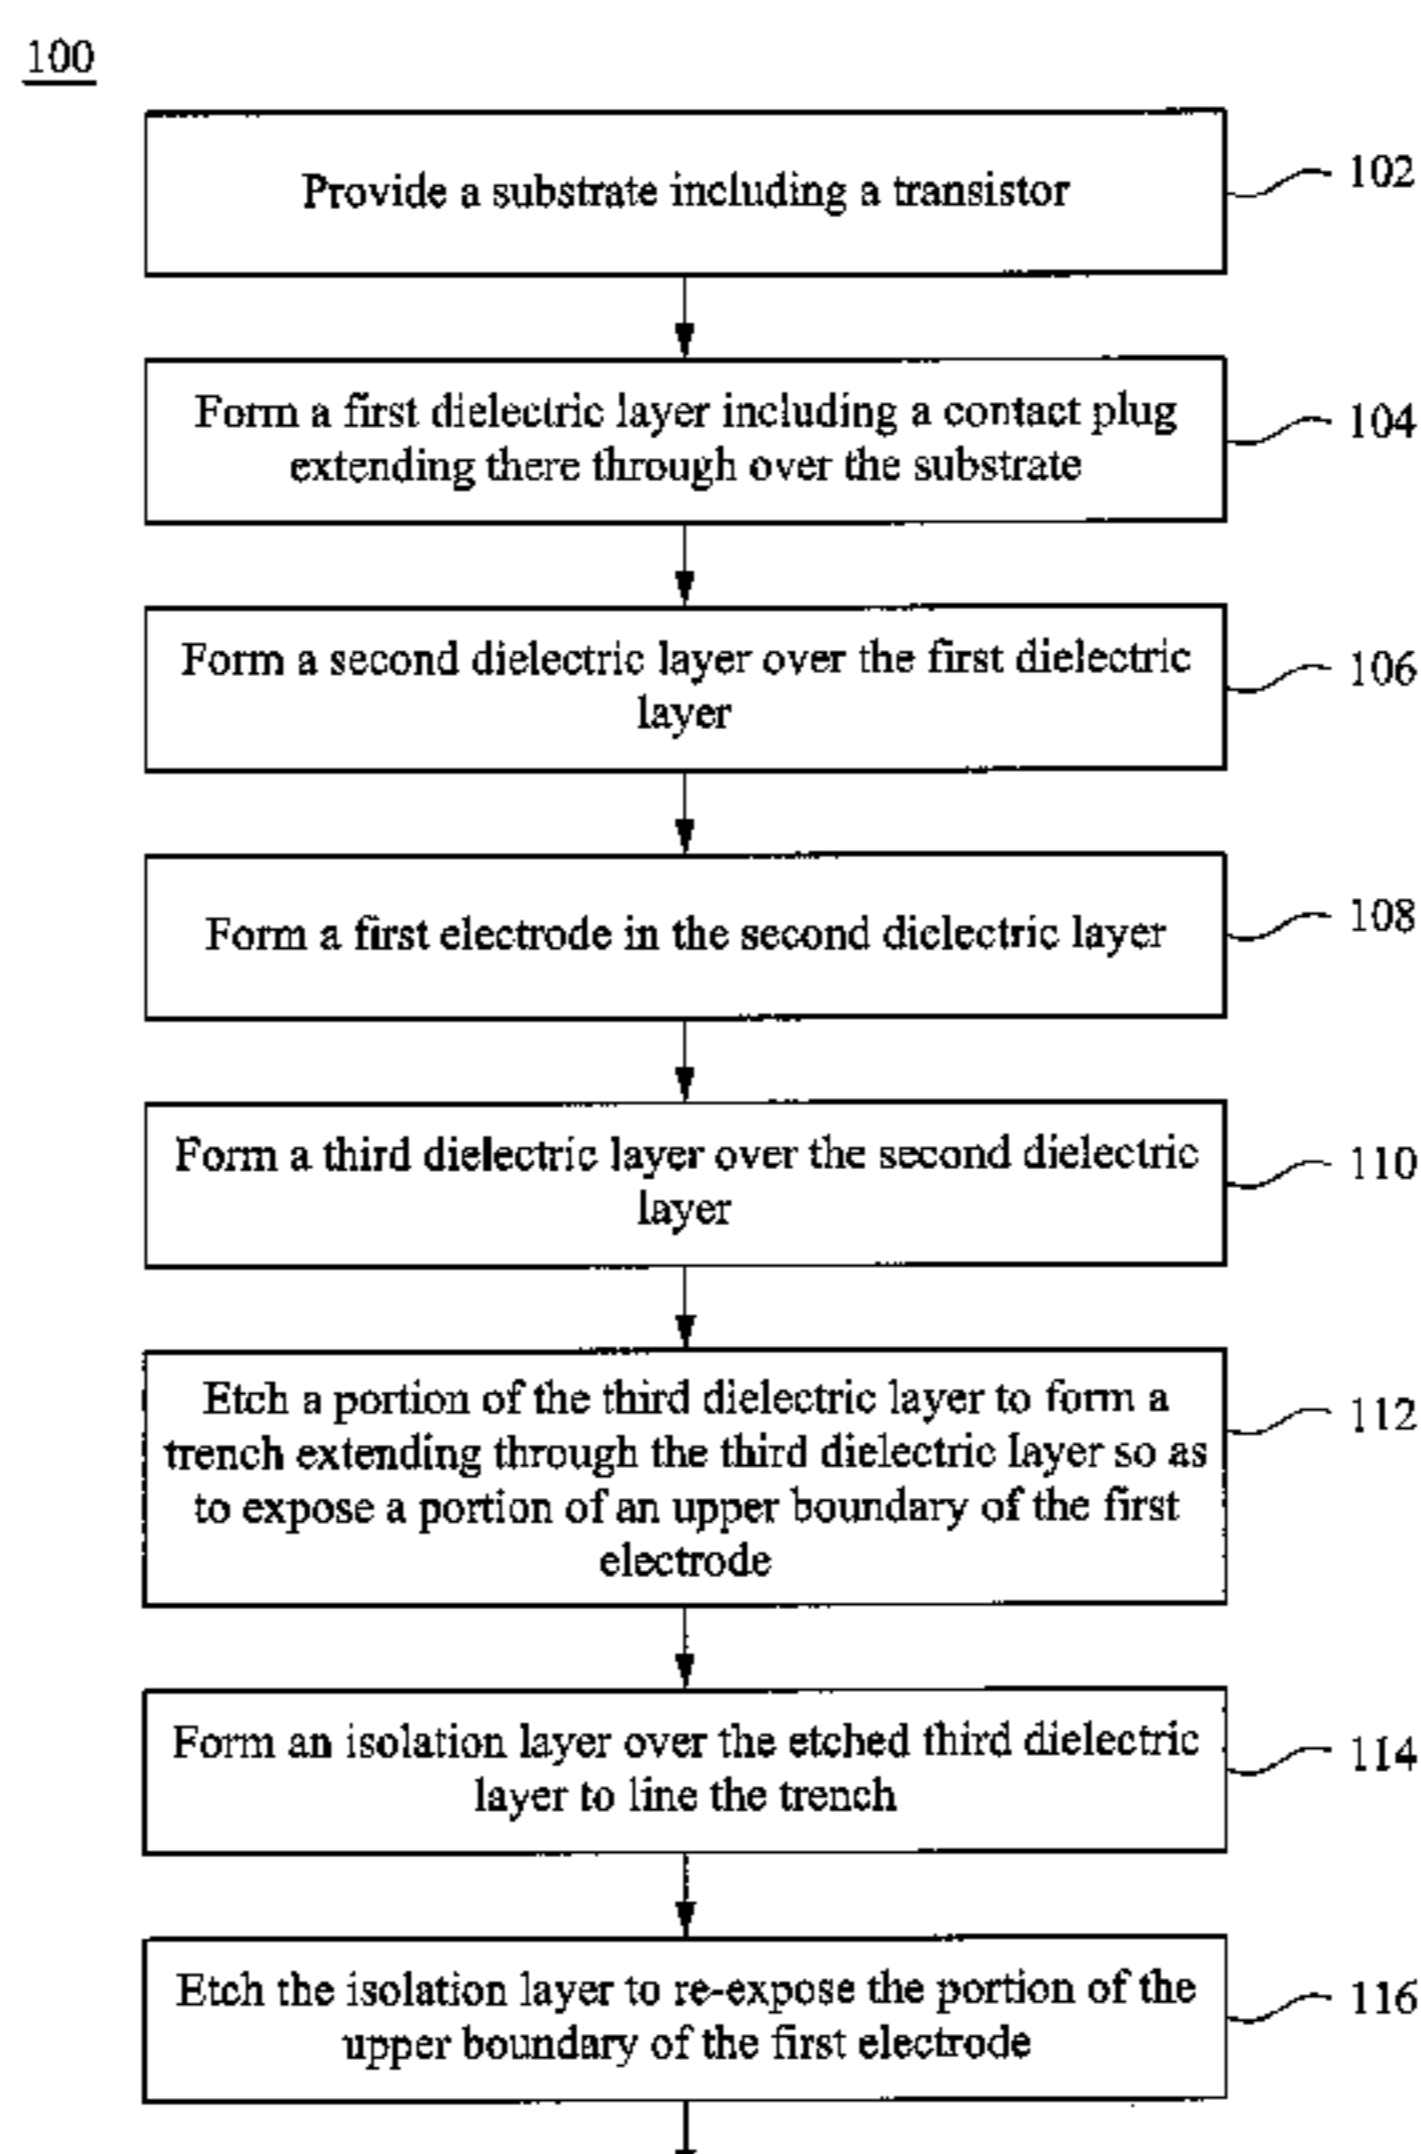 100
Provide a substrate including a transistor
102
Form a first dielectric layer including a contact plug
extending there through over the substrate
104
Form a second dielectric layer over the first dielectric
layer
106
Form a first electrode in the second dielectric layer
108
Form a third dielectric layer over the second dielectric
layer
110
Etch a portion of the third dielectric layer to form a
trench extending through the third dielectric layer so as
to expose a portion of an upper boundary of the first
electrode
112
Form an isolation layer over the etched third dielectric
layer to line the trench
114
Etch the isolation layer to re-expose the portion of the
upper boundary of the first electrode
116